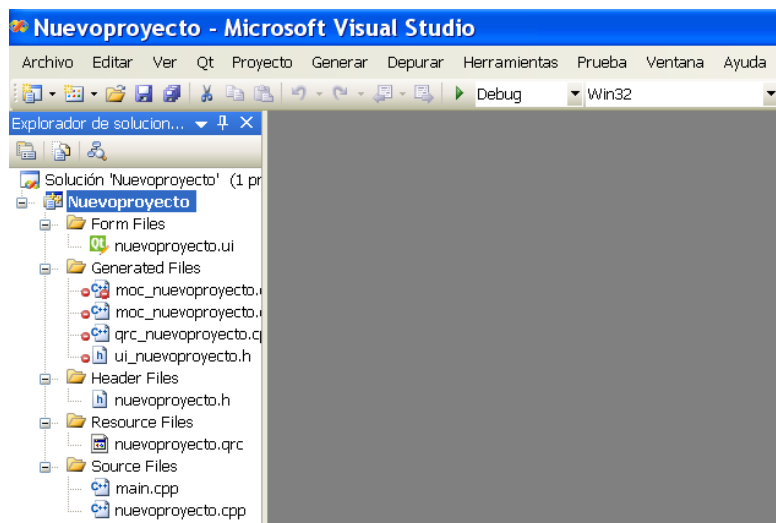 Nuevoproyecto - Microsoft Visual Studio
Archivo Editar Ver Qt Proyecto Generar Depurar Herramientas Prueba Ventana Ayuda
Debug Win32
Explorador de solucion...
Solución 'Nuevoproyecto' (1 pr
Nuevoproyecto
Form Files
nuevoproyecto.ui
Generated Files
moc_nuevoproyecto.
moc_nuevoproyecto.
qrc_nuevoproyecto.cp
ui_nuevoproyecto.h
Header Files
nuevoproyecto.h
Resource Files
nuevoproyecto.qrc
Source Files
main.cpp
nuevoproyecto.cpp